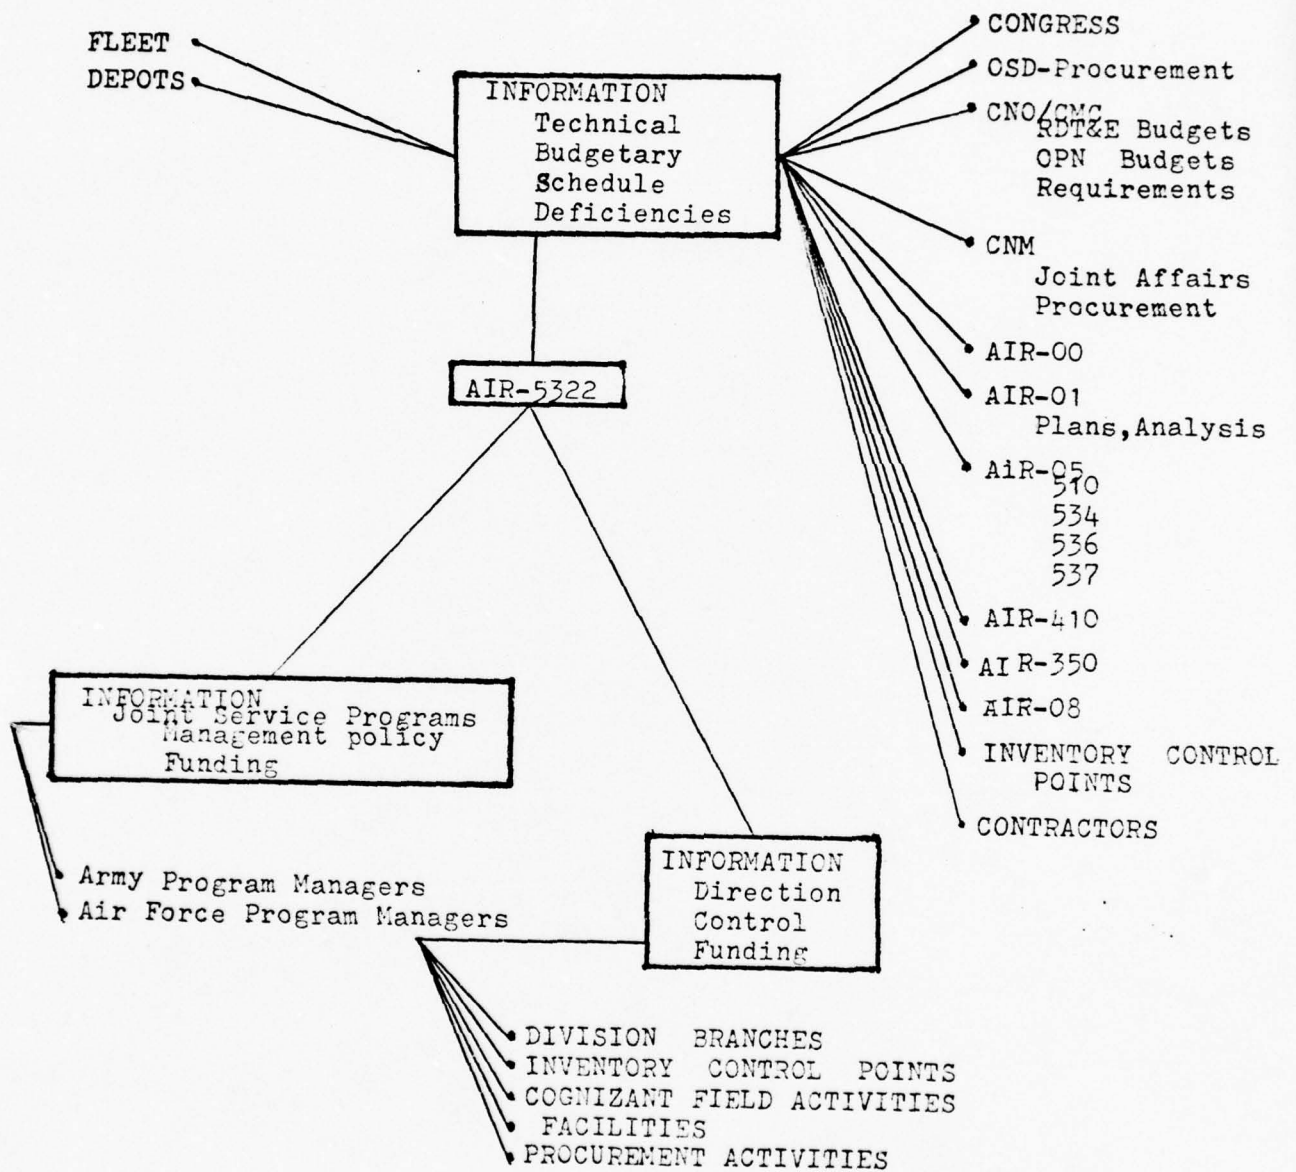 FLEET
DEPOTS
INFORMATION
Technical
Budgetary
Schedule
Deficiencies
CONGRESS
OSD-Procurement
CNO/CMC
RDT&E Budgets
OPN Budgets
Requirements
CNM
Joint Affairs
Procurement
AIR-00
AIR-01
Plans,Analysis
AiR-05
510
534
536
537
AIR-410
AIR-350
AIR-08
INVENTORY CONTROL
POINTS
CONTRACTORS
AIR-5322
INFORMATION
Joint Service Programs
Management policy
Funding
Army Program Managers
Air Force Program Managers
INFORMATION
Direction
Control
Funding
DIVISION BRANCHES
INVENTORY CONTROL POINTS
COGNIZANT FIELD ACTIVITIES
FACILITIES
PROCUREMENT ACTIVITIES